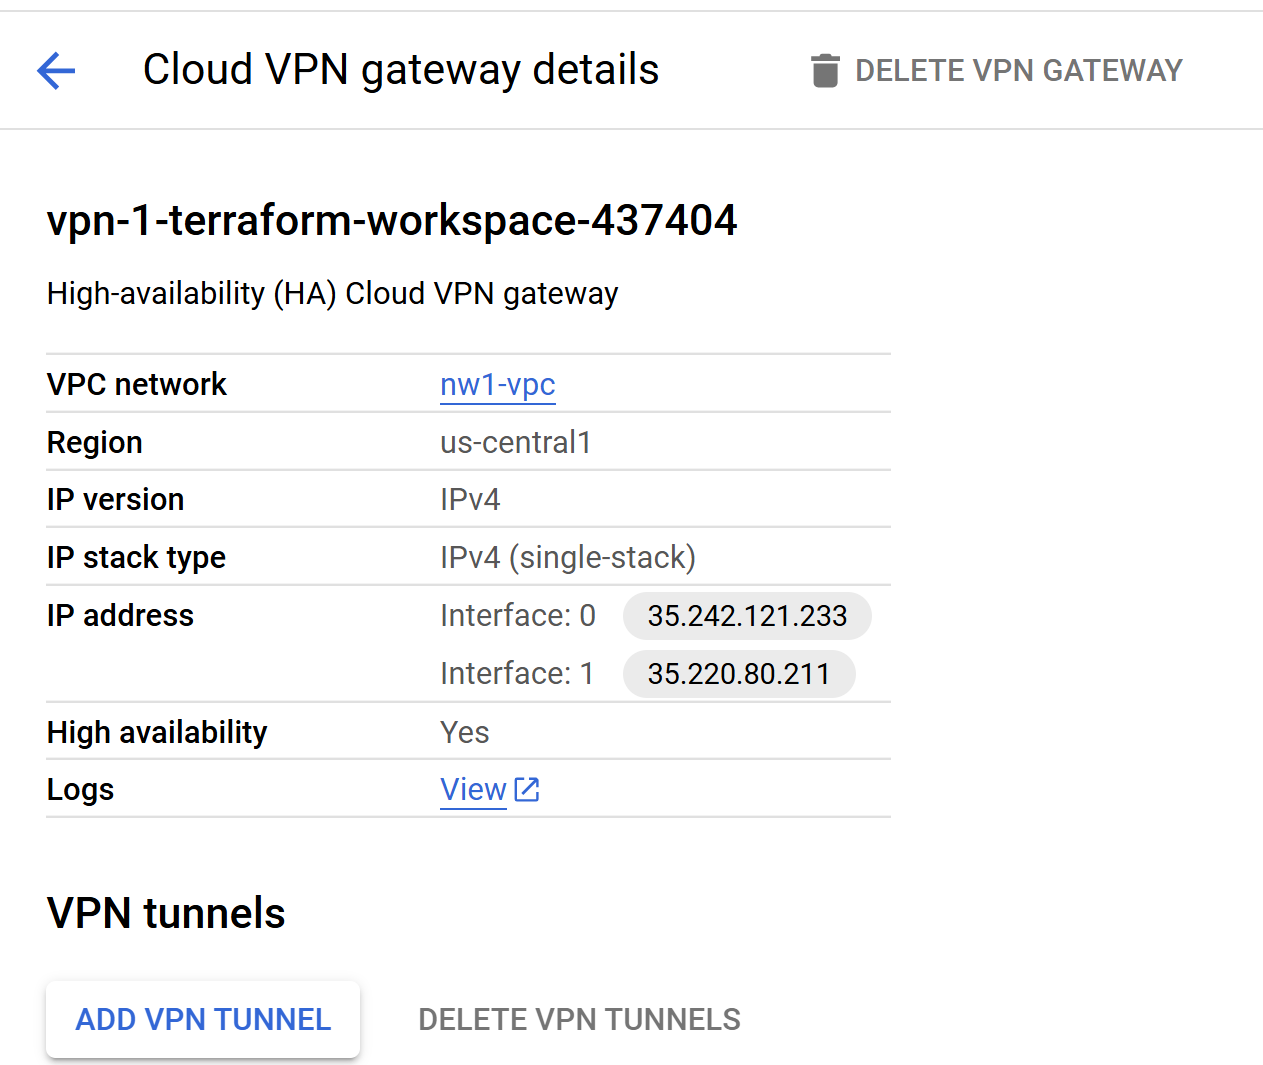 Cloud VPN gateway details DELETE VPN GATEWAY
vpn-1-terraform-workspace-437404
High-availability (HA) Cloud VPN gateway
VPC network nw1-vpc
Region us-central1
IP version IPv4
IP stack type IPv4 (single-stack)
IP address Interface: 0 35.242.121.233
Interface: 1 35.220.80.211
High availability Yes
Logs View
VPN tunnels
ADD VPN TUNNEL DELETE VPN TUNNELS